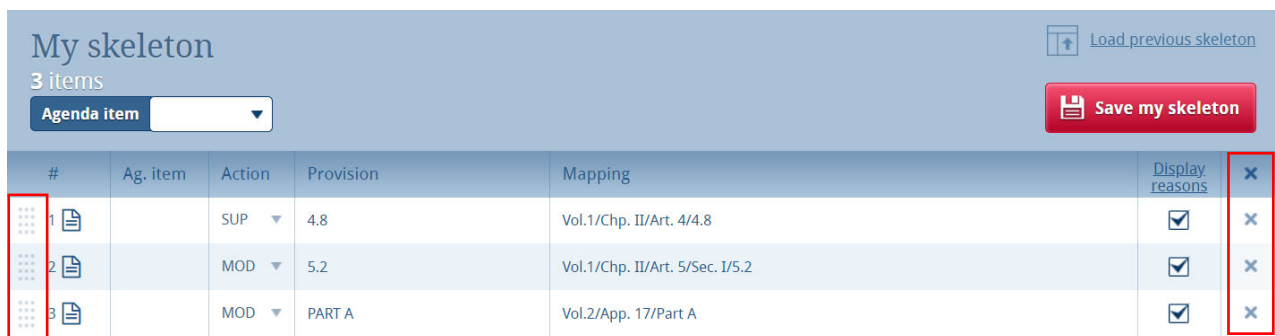 My skeleton
Load previous skeleton
3 items
Agenda item
Save my skeleton
# Ag. item Action Provision Mapping Display reasons ×
1 SUP 4.8 Vol.1/Chp. II/Art. 4/4.8 ×
2 MOD 5.2 Vol.1/Chp. II/Art. 5/Sec. I/5.2 ×
3 MOD PART A Vol.2/App. 17/Part A ×